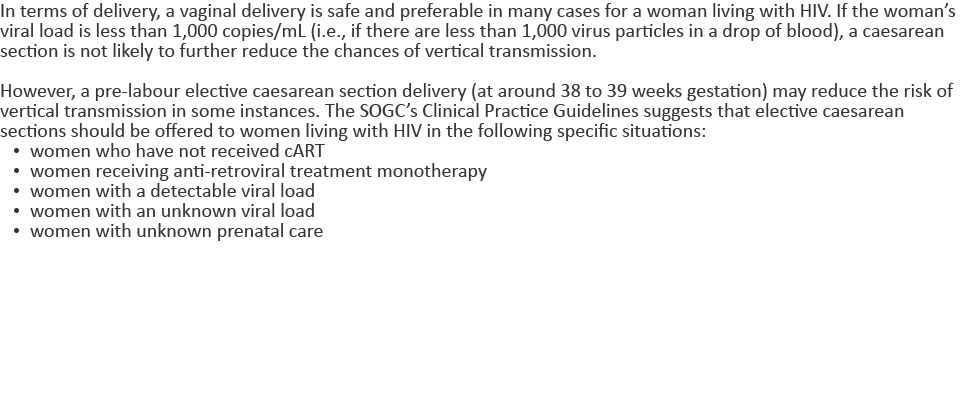 In terms of delivery, a vaginal delivery is safe and preferable in many cases for a woman living with HIV. If the woman’s
viral load is less than 1,000 copies/mL (i.e., if there are less than 1,000 virus particles in a drop of blood), a caesarean
section is not likely to further reduce the chances of vertical transmission.
However, a pre-labour elective caesarean section delivery (at around 38 to 39 weeks gestation) may reduce the risk of
vertical transmission in some instances. The SOGC’s Clinical Practice Guidelines suggests that elective caesarean
sections should be offered to women living with HIV in the following specific situations:
• women who have not received cART
• women receiving anti-retroviral treatment monotherapy
• women with a detectable viral load
• women with an unknown viral load
• women with unknown prenatal care